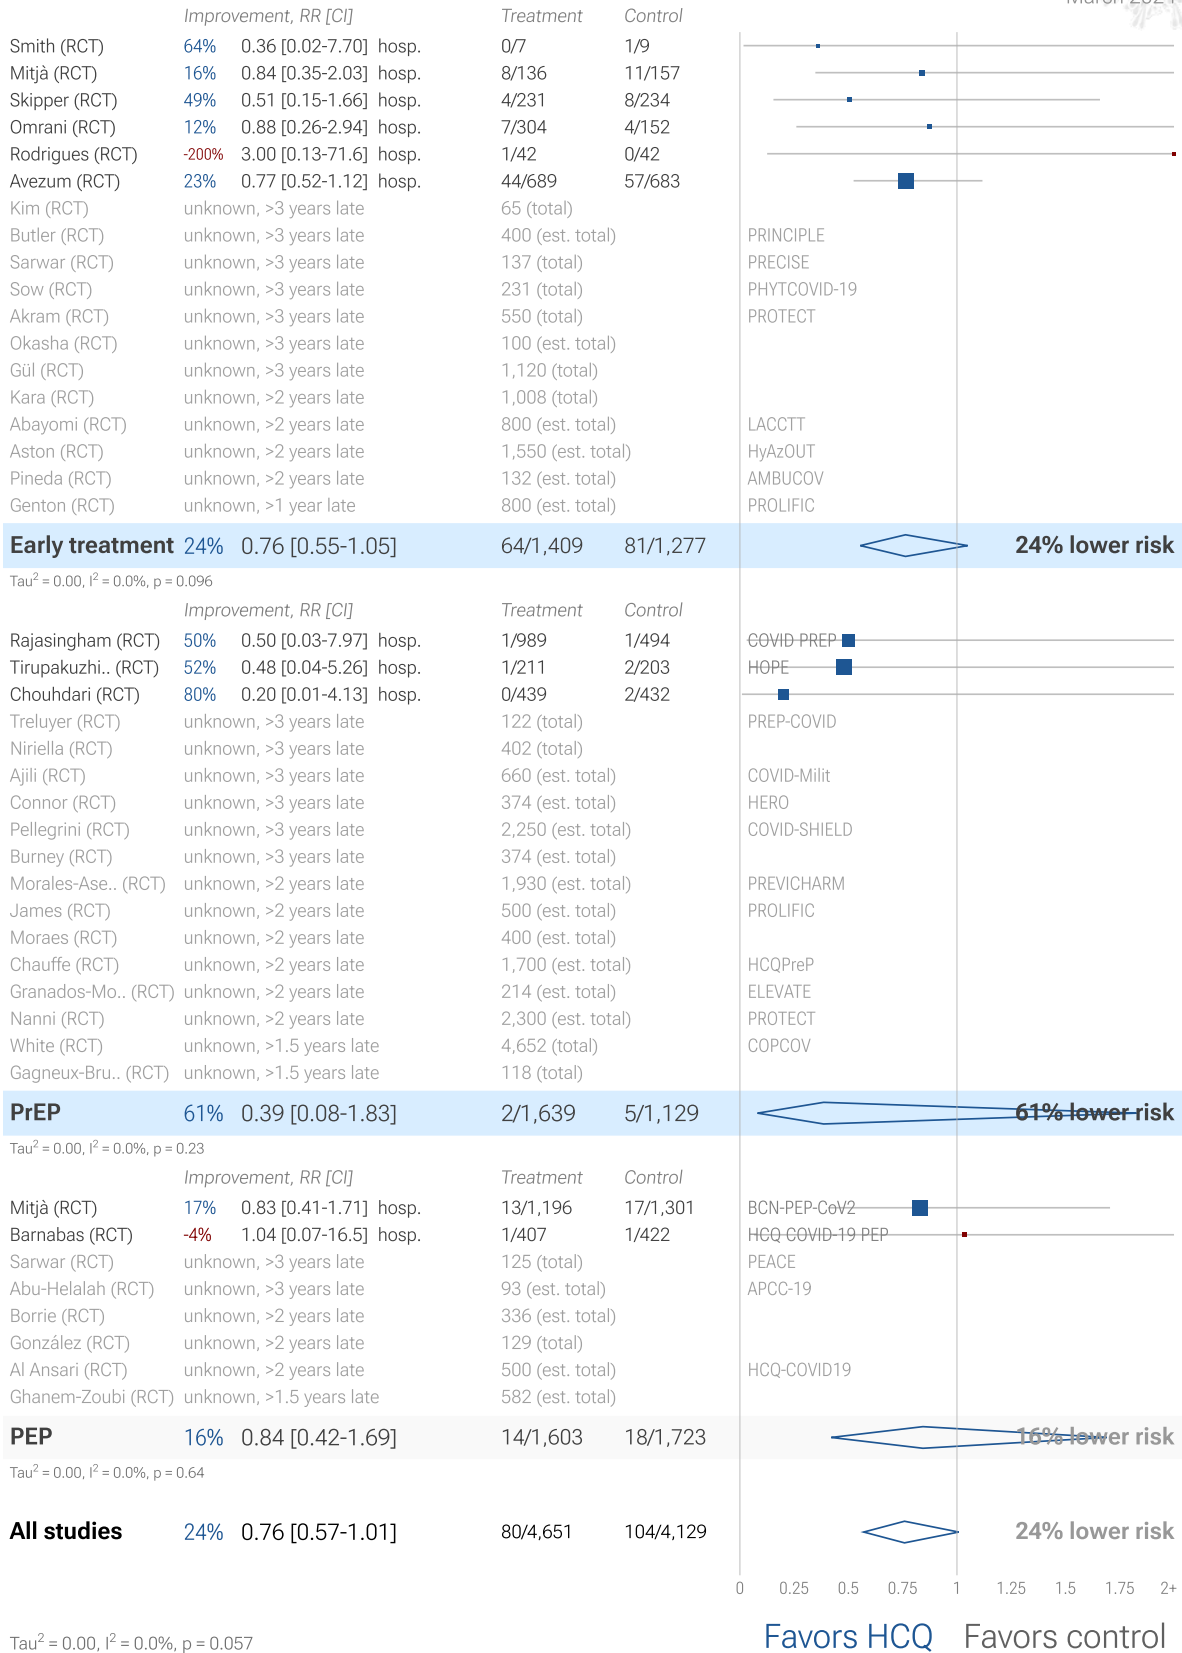 March 2024
Improvement, RR [CI] Treatment Control
Smith (RCT) 64% 0.36 [0.02-7.70] hosp. 0/7 1/9
Mitjà (RCT) 16% 0.84 [0.35-2.03] hosp. 8/136 11/157
Skipper (RCT) 49% 0.51 [0.15-1.66] hosp. 4/231 8/234
Omrani (RCT) 12% 0.88 [0.26-2.94] hosp. 7/304 4/152
Rodrigues (RCT) -200% 3.00 [0.13-71.6] hosp. 1/42 0/42
Avezum (RCT) 23% 0.77 [0.52-1.12] hosp. 44/689 57/683
Kim (RCT) unknown, >3 years late 65 (total)
Butler (RCT) unknown, >3 years late 400 (est. total) PRINCIPLE
Sarwar (RCT) unknown, >3 years late 137 (total) PRECISE
Sow (RCT) unknown, >3 years late 231 (total) PHYTCOVID-19
Akram (RCT) unknown, >3 years late 550 (total) PROTECT
Okasha (RCT) unknown, >3 years late 100 (est. total)
Gül (RCT) unknown, >3 years late 1,120 (total)
Kara (RCT) unknown, >2 years late 1,008 (total)
Abayomi (RCT) unknown, >2 years late 800 (est. total) LACCTT
Aston (RCT) unknown, >2 years late 1,550 (est. total) HyAzOUT
Pineda (RCT) unknown, >2 years late 132 (est. total) AMBUCOV
Genton (RCT) unknown, >1 year late 800 (est. total) PROLIFIC
Early treatment 24% 0.76 [0.55-1.05] 64/1,409 81/1,277 24% lower risk
Tau² = 0.00, I² = 0.0%, p = 0.096
Improvement, RR [CI] Treatment Control
Rajasingham (RCT) 50% 0.50 [0.03-7.97] hosp. 1/989 1/494 COVID PREP
Tirupakuzhi.. (RCT) 52% 0.48 [0.04-5.26] hosp. 1/211 2/203 HOPE
Chouhdari (RCT) 80% 0.20 [0.01-4.13] hosp. 0/439 2/432
Treluyer (RCT) unknown, >3 years late 122 (total) PREP-COVID
Niriella (RCT) unknown, >3 years late 402 (total)
Ajili (RCT) unknown, >3 years late 660 (est. total) COVID-Milit
Connor (RCT) unknown, >3 years late 374 (total) HERO
Pellegrini (RCT) unknown, >3 years late 2,250 (est. total) COVID-SHIELD
Burney (RCT) unknown, >3 years late 374 (est. total)
Morales-Ase.. (RCT) unknown, >2 years late 1,930 (est. total) PREVICHARM
James (RCT) unknown, >2 years late 500 (est. total) PROLIFIC
Moraes (RCT) unknown, >2 years late 400 (est. total)
Chauffe (RCT) unknown, >2 years late 1,700 (est. total) HCQPreP
Granados-Mo.. (RCT) unknown, >2 years late 214 (est. total) ELEVATE
Nanni (RCT) unknown, >2 years late 2,300 (est. total) PROTECT
White (RCT) unknown, >1.5 years late 4,652 (total) COPCOV
Gagneux-Bru.. (RCT) unknown, >1.5 years late 118 (total)
PrEP 61% 0.39 [0.08-1.83] 2/1,639 5/1,129 61% lower risk
Tau² = 0.00, I² = 0.0%, p = 0.23
Improvement, RR [CI] Treatment Control
Mitjà (RCT) 17% 0.83 [0.41-1.71] hosp. 13/1,196 17/1,301 BCN-PEP-CoV2
Barnabas (RCT) -4% 1.04 [0.07-16.5] hosp. 1/407 1/422 HCQ COVID-19 PEP
Sarwar (RCT) unknown, >3 years late 125 (total) PEACE
Abu-Helalah (RCT) unknown, >3 years late 93 (est. total) APCC-19
Borrie (RCT) unknown, >2 years late 336 (est. total)
González (RCT) unknown, >2 years late 129 (total)
Al Ansari (RCT) unknown, >2 years late 500 (est. total) HCQ-COVID19
Ghanem-Zoubi (RCT) unknown, >1.5 years late 582 (est. total)
PEP 16% 0.84 [0.42-1.69] 14/1,603 18/1,723 16% lower risk
Tau² = 0.00, I² = 0.0%, p = 0.64
All studies 24% 0.76 [0.57-1.01] 80/4,651 104/4,129 24% lower risk
0 0.25 0.5 0.75 1 1.25 1.5 1.75 2+
Tau² = 0.00, I² = 0.0%, p = 0.057 Favors HCQ Favors control